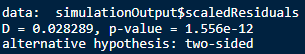 data:  simulationOutput$scaledResiduals
D = 0.028289, p-value = 1.556e-12
alternative hypothesis: two-sided